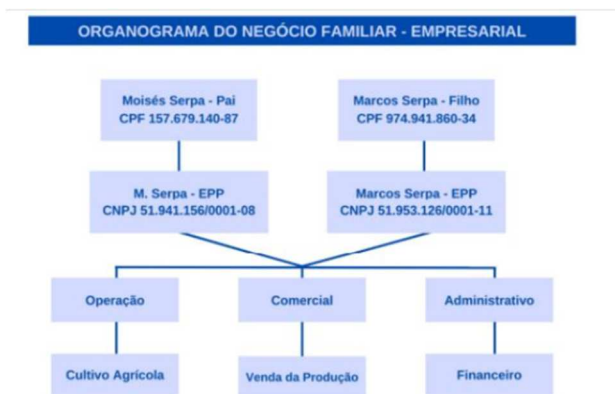 ORGANOGRAMA DO NEGÓCIO FAMILIAR - EMPRESARIAL
Moisés Serpa - Pai
CPF 157.679.140-87
Marcos Serpa - Filho
CPF 974.941.860-34
M. Serpa - EPP
CNPJ 51.941.156/0001-08
Marcos Serpa - EPP
CNPJ 51.953.126/0001-11
Operação
Comercial
Administrativo
Cultivo Agrícola
Venda da Produção
Financeiro